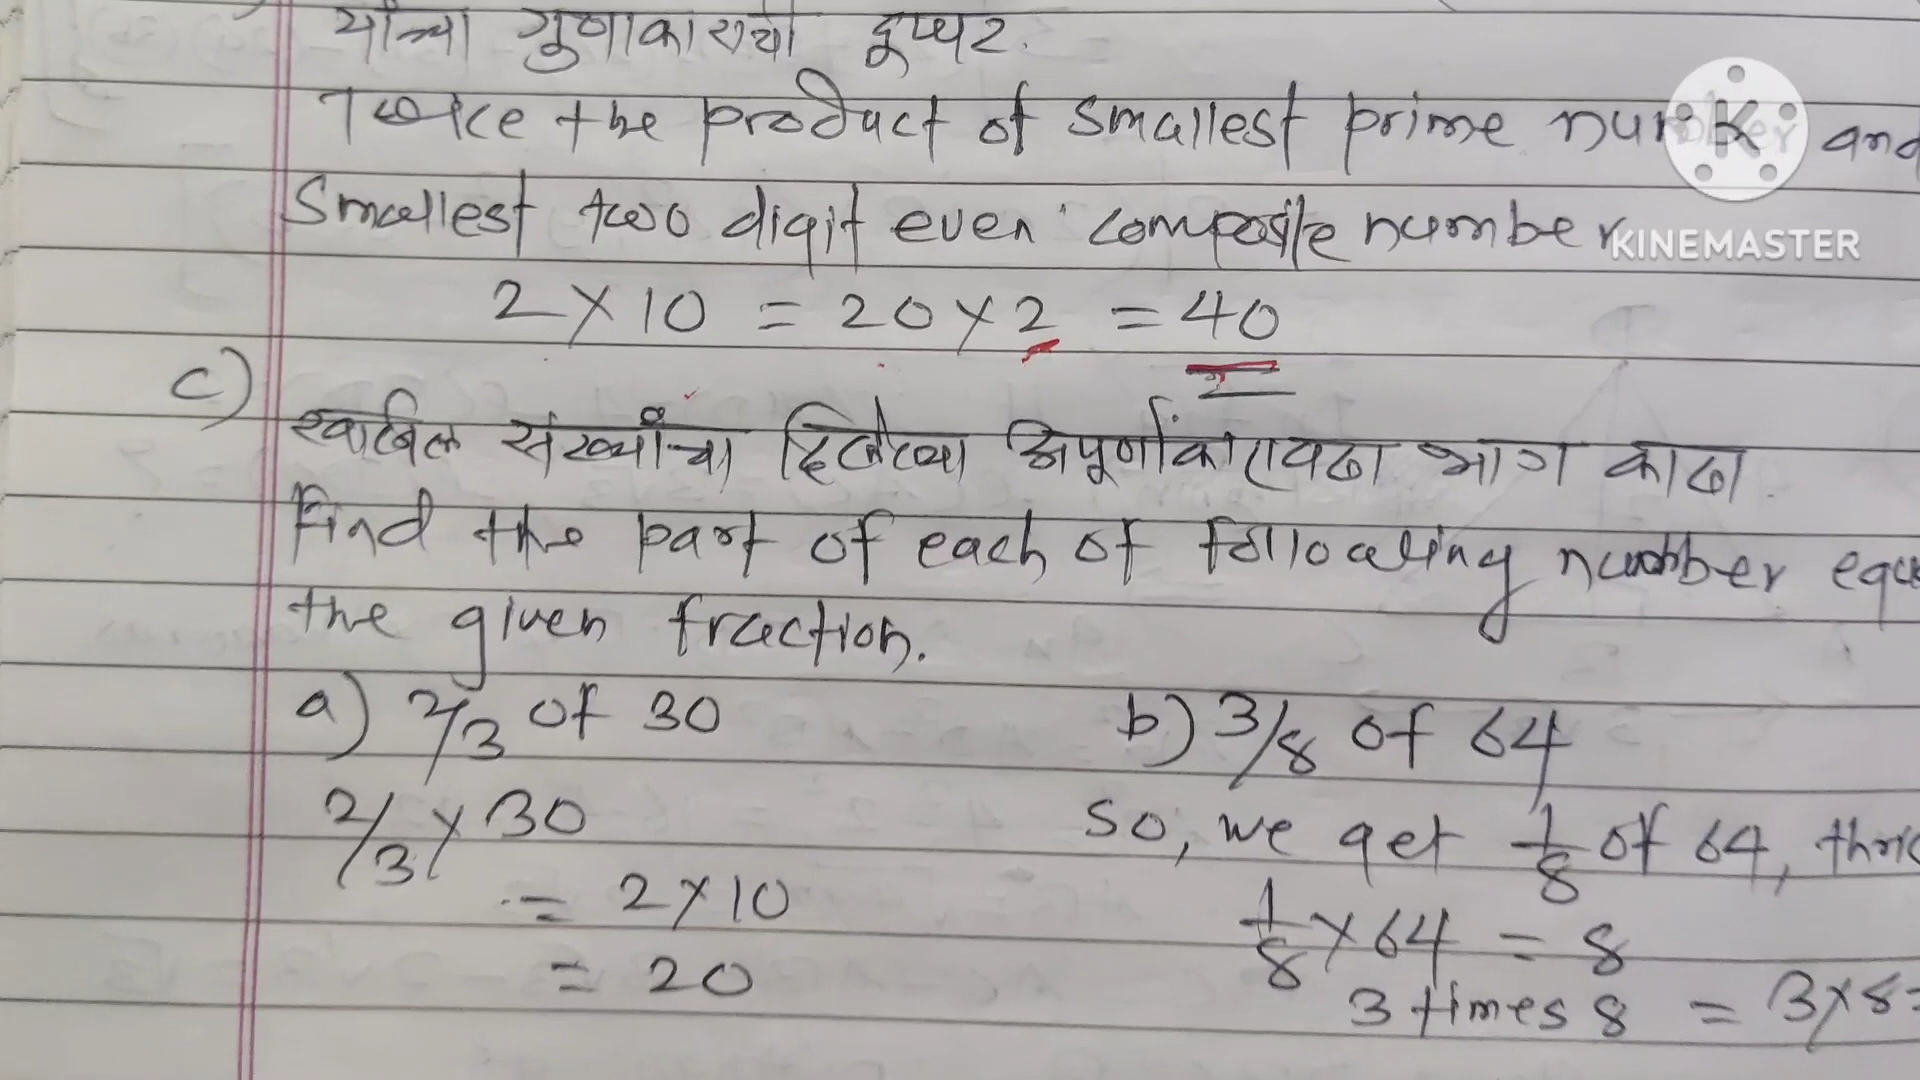 यांच्या गुणाकाराची दुप्पट.
Twice the product of smallest prime number and
Smallest two digit even composite number
KINEMASTER
2 × 10 = 20 × 2 = 40
c)
खालील संख्यांचा दिलेल्या अपूर्णांकाएवढा भाग काढा
Find the part of each of following number equ
the given fraction.
a) 2/3 of 30 b) 3/8 of 64
2/3 × 30 So, we get 1/8 of 64, thric
= 2 × 10 1/8 × 64 = 8
= 20 3 times 8 = 3×8=